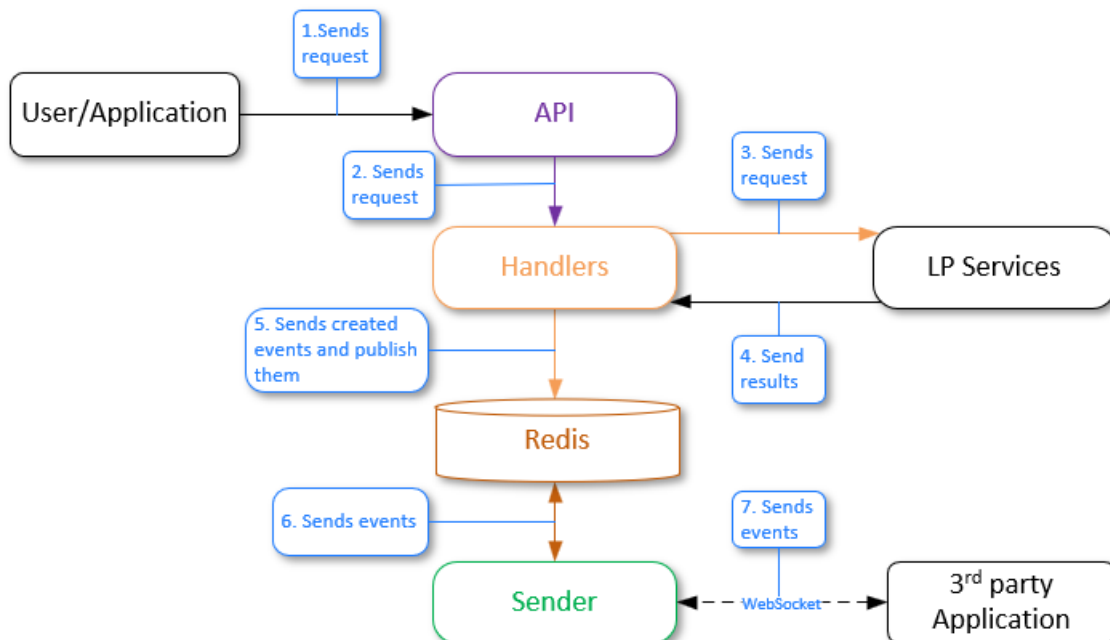 1.Sends
request
User/Application
API
2. Sends
request
3. Sends
request
Handlers
LP Services
5. Sends created
events and publish
them
4. Send
results
Redis
6. Sends events
7. Sends
events
Sender
WebSocket
3rd party
Application